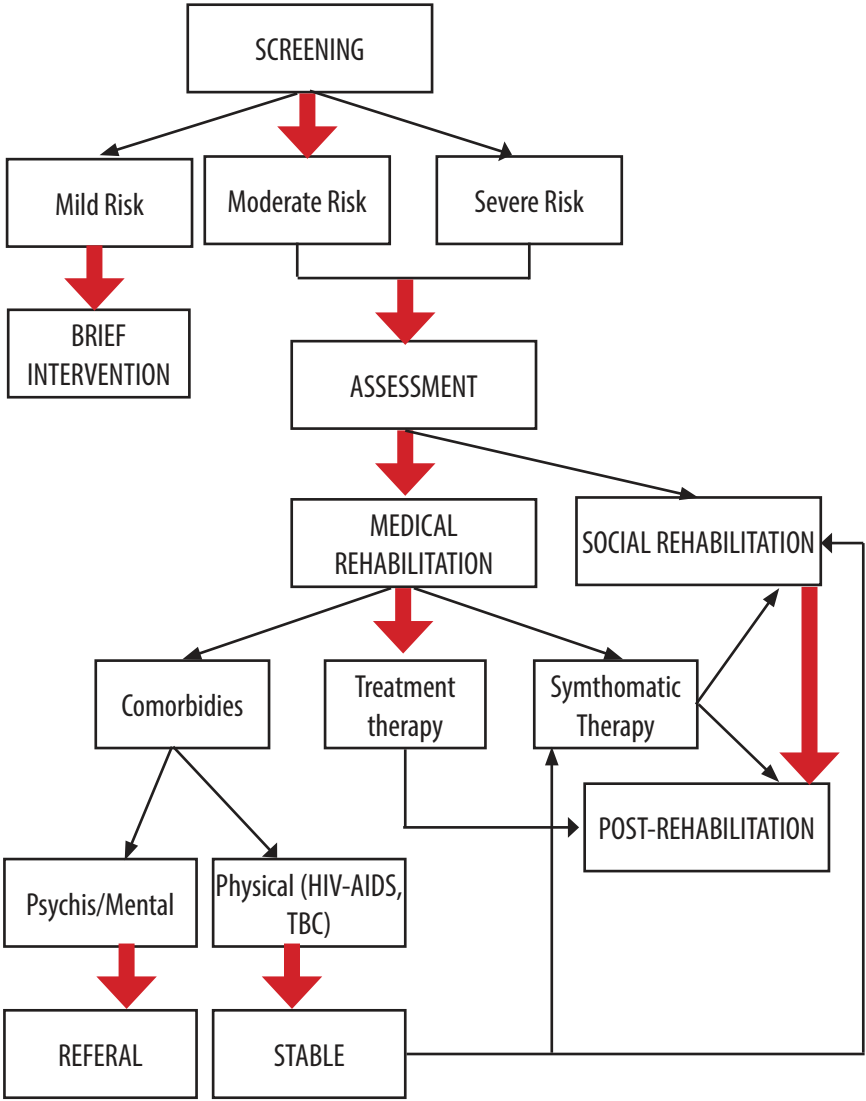 SCREENING
Mild Risk
Moderate Risk
Severe Risk
BRIEF
INTERVENTION
ASSESSMENT
MEDICAL
REHABILITATION
SOCIAL REHABILITATION
Comorbidies
Treatment
therapy
Symthomatic
Therapy
POST-REHABILITATION
Psychis/Mental
Physical (HIV-AIDS,
TBC)
REFERAL
STABLE